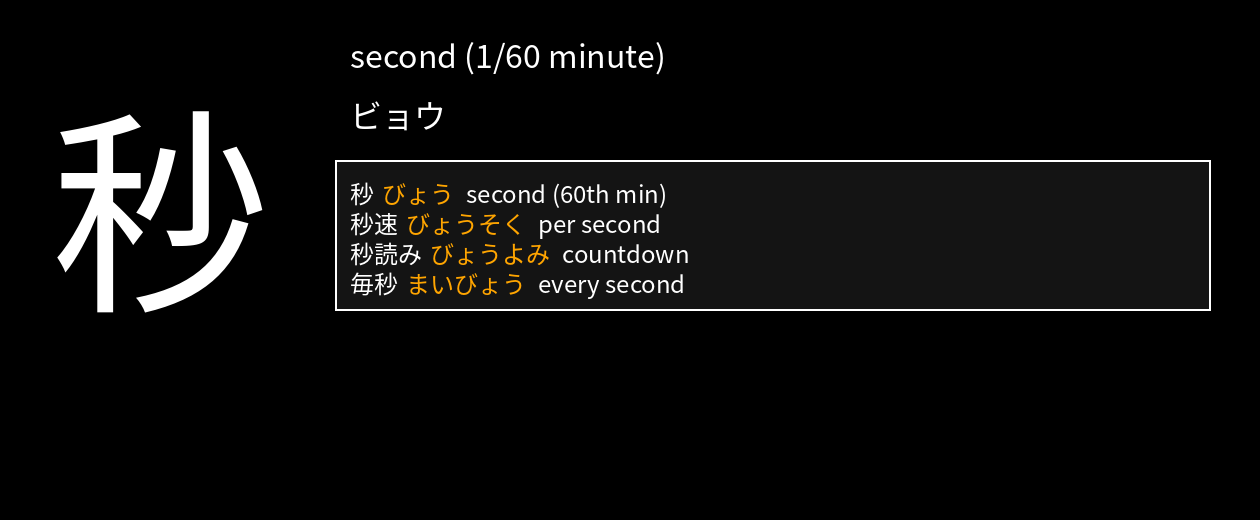 秒
second (1/60 minute)
ビョウ
秒 びょう second (60th min)
秒速 びょうそく per second
秒読み びょうよみ countdown
毎秒 まいびょう every second